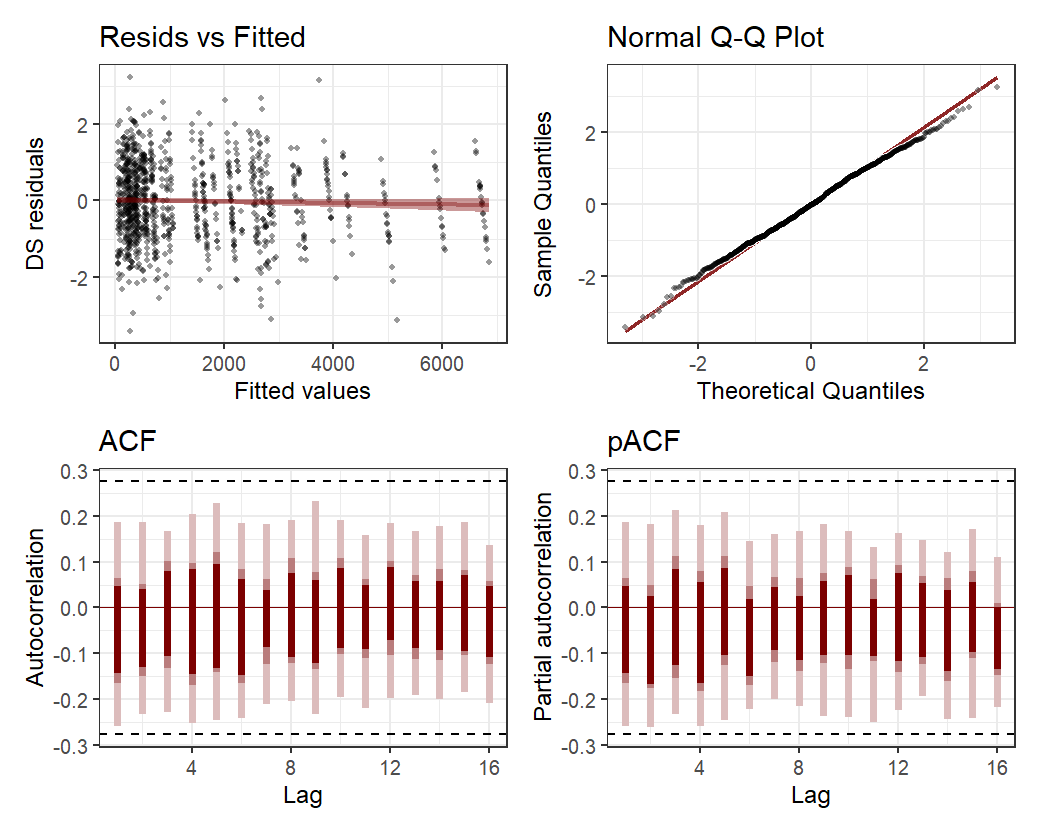 Resids vs Fitted
DS residuals
2
0
-2
0
2000
4000
6000
Fitted values
Normal Q-Q Plot
Sample Quantiles
2
0
-2
-2
0
2
Theoretical Quantiles
ACF
Autocorrelation
0.3
0.2
0.1
0.0
-0.1
-0.2
-0.3
4
8
12
16
Lag
pACF
Partial autocorrelation
0.3
0.2
0.1
0.0
-0.1
-0.2
-0.3
4
8
12
16
Lag